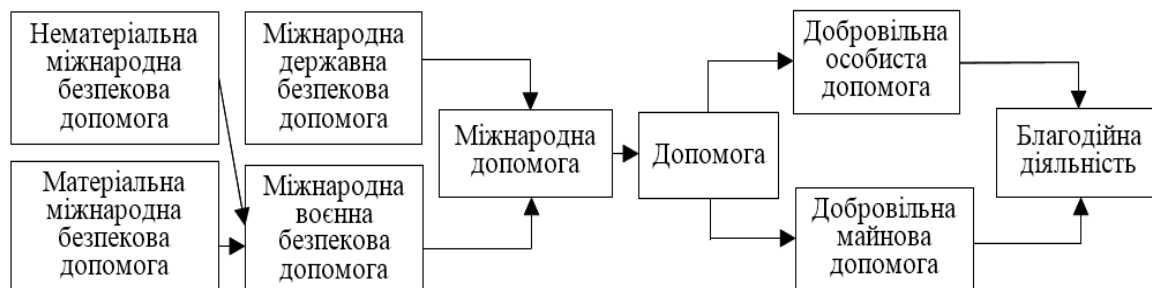 Нематеріальна
міжнародна
безпекова
допомога
Міжнародна
державна
безпекова
допомога
Матеріальна
міжнародна
безпекова
допомога
Міжнародна
воєнна
безпекова
допомога
Міжнародна
допомога
Допомога
Добровільна
особиста
допомога
Добровільна
майнова
допомога
Благодійна
діяльність